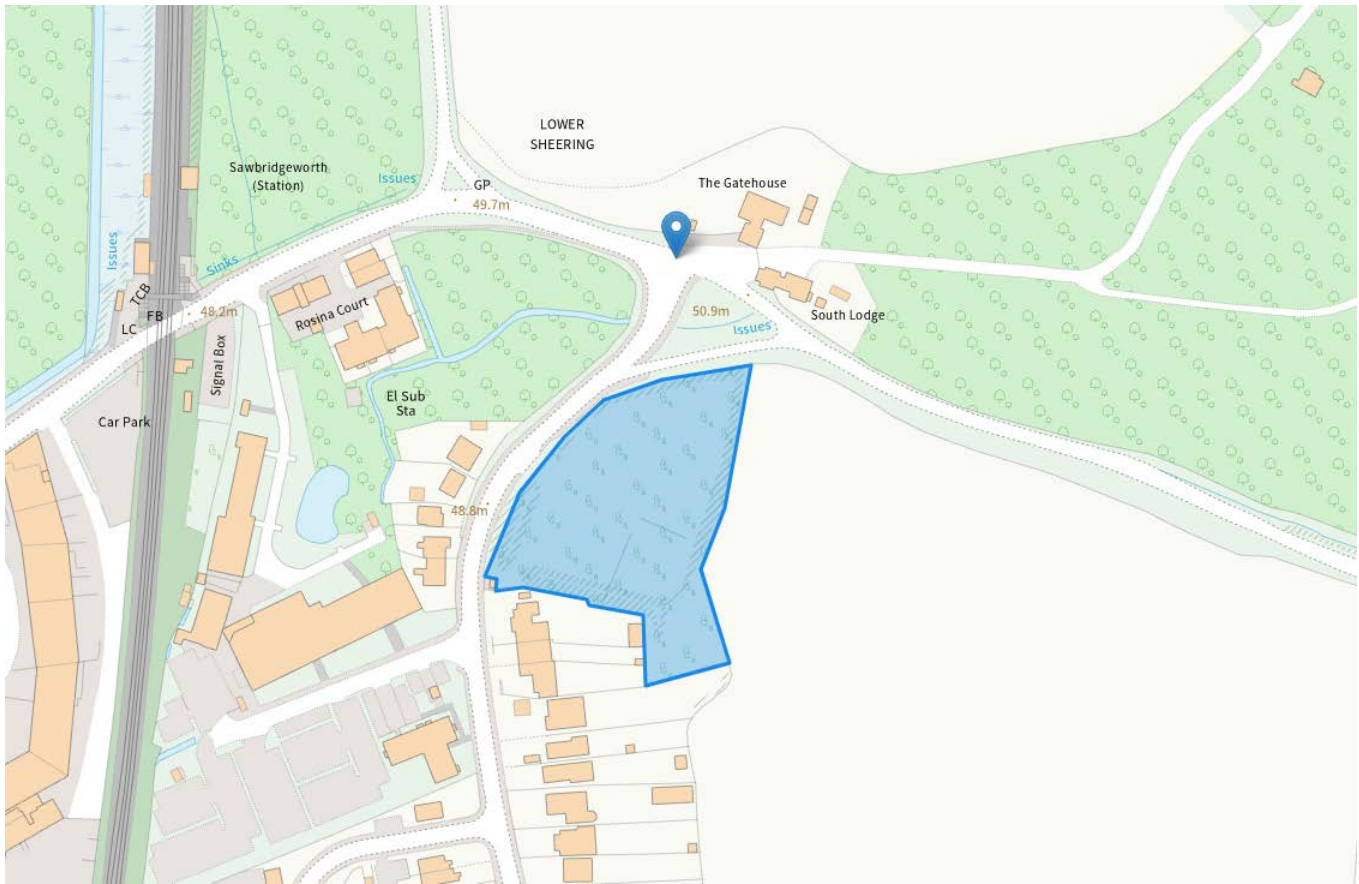 LOWER
SHEERING
Sawbridgeworth
(Station)
Issues
GP
49.7m
The Gatehouse
Issues
Sinks
TCB
FB
LC
48.2m
Rosina Court
50.9m
Issues
South Lodge
Signal Box
El Sub
Sta
Car Park
48.8m